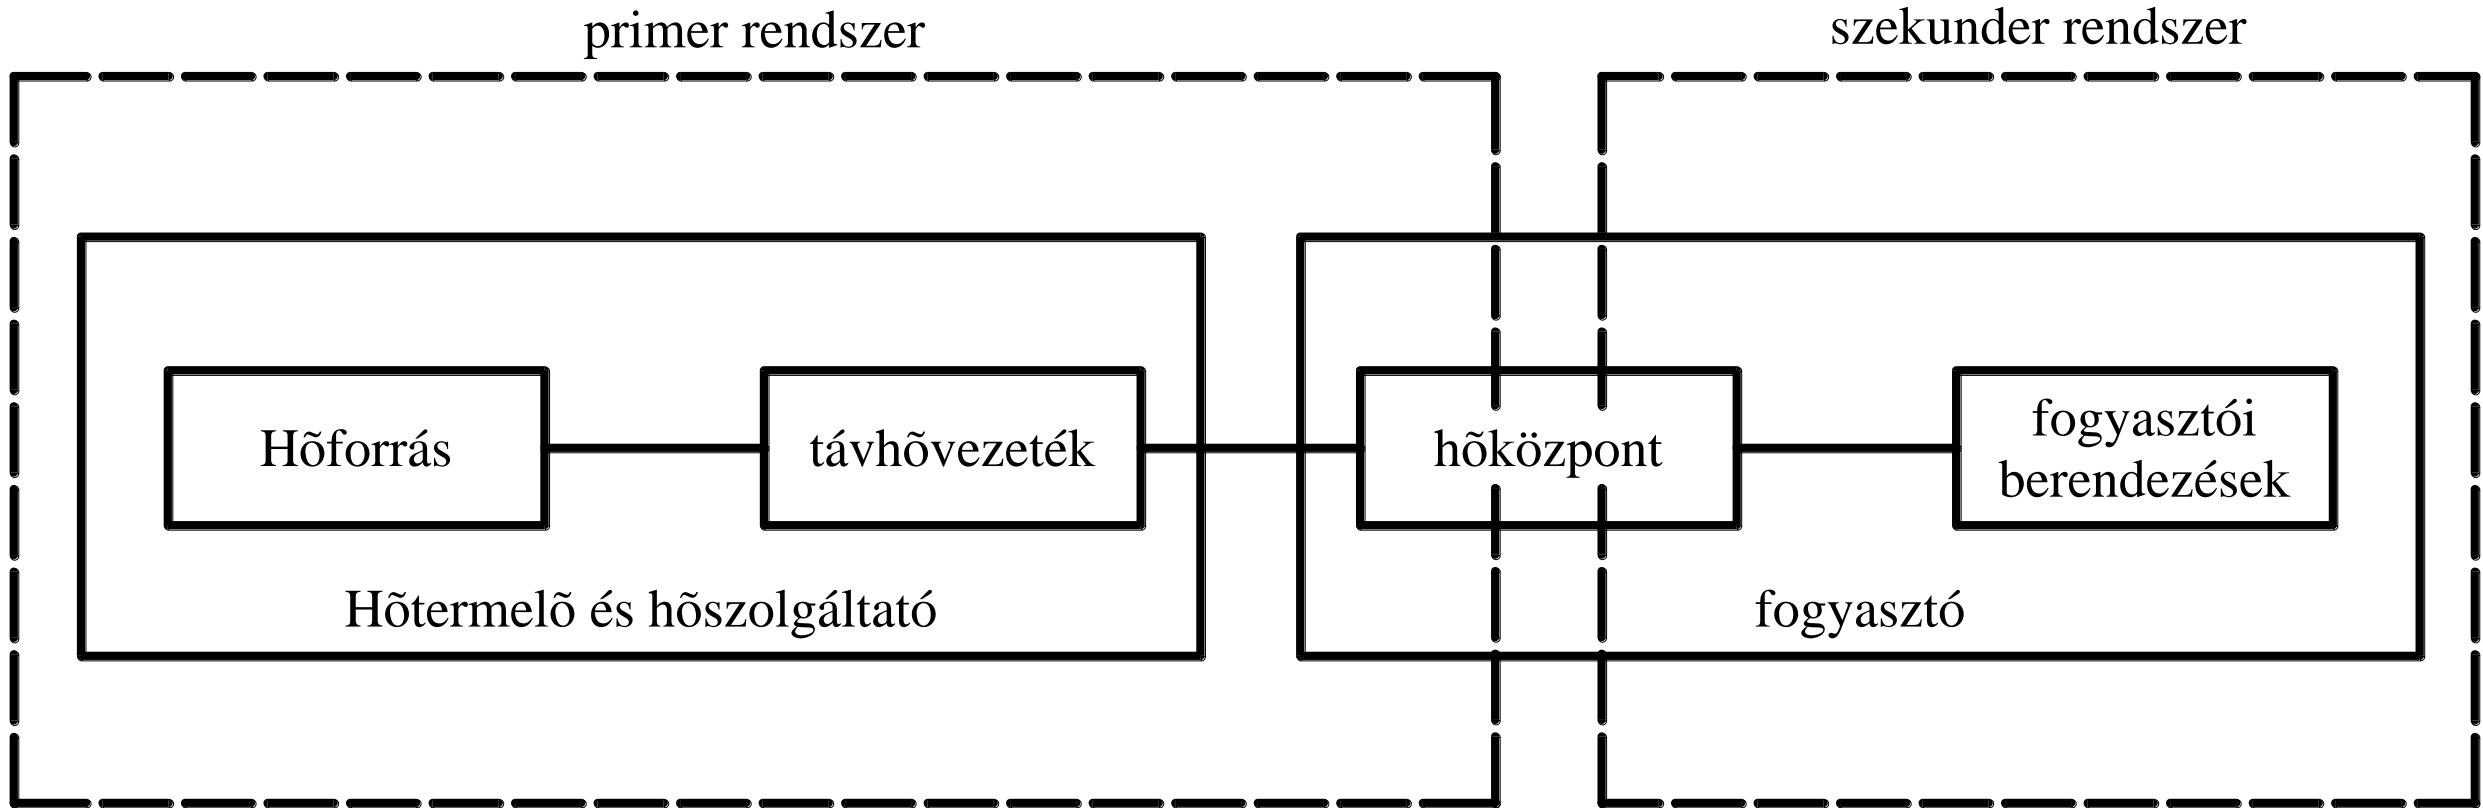 primer rendszer
szekunder rendszer
Hõforrás
távhõvezeték
hõközpont
fogyasztói
berendezések
Hõtermelõ és hõszolgáltató
fogyasztó